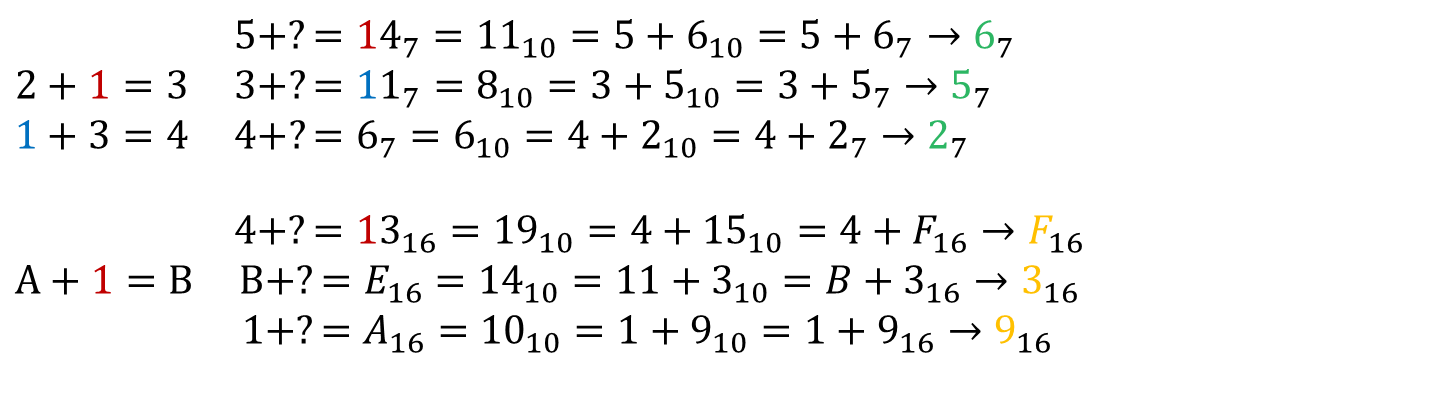 5+? = 14₇ = 11₁₀ = 5 + 6₁₀ = 5 + 6₇ → 6₇
2 + 1 = 3 3+? = 11₇ = 8₁₀ = 3 + 5₁₀ = 3 + 5₇ → 5₇
1 + 3 = 4 4+? = 6₇ = 6₁₀ = 4 + 2₁₀ = 4 + 2₇ → 2₇
4+? = 13₁₆ = 19₁₀ = 4 + 15₁₀ = 4 + F₁₆ → F₁₆
A + 1 = B B+? = E₁₆ = 14₁₀ = 11 + 3₁₀ = B + 3₁₆ → 3₁₆
1+? = A₁₆ = 10₁₀ = 1 + 9₁₀ = 1 + 9₁₆ → 9₁₆